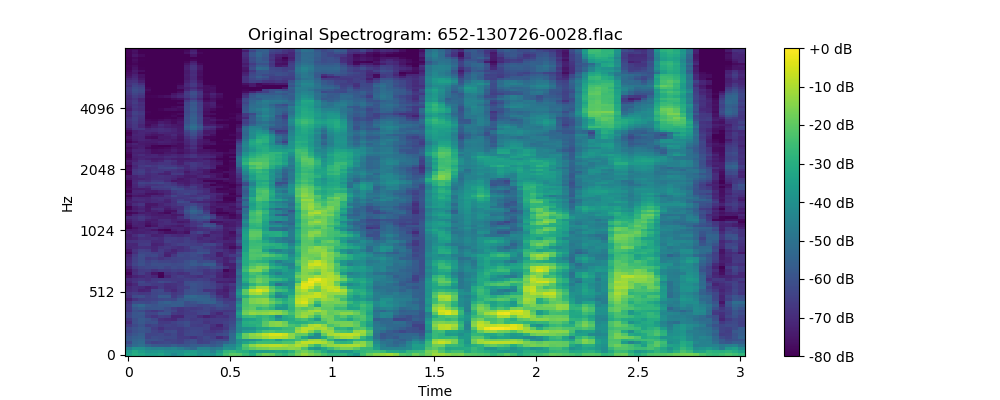 Original Spectrogram: 652-130726-0028.flac
Hz
4096
2048
1024
512
0
0 0.5 1 1.5 2 2.5 3
Time
+0 dB
-10 dB
-20 dB
-30 dB
-40 dB
-50 dB
-60 dB
-70 dB
-80 dB